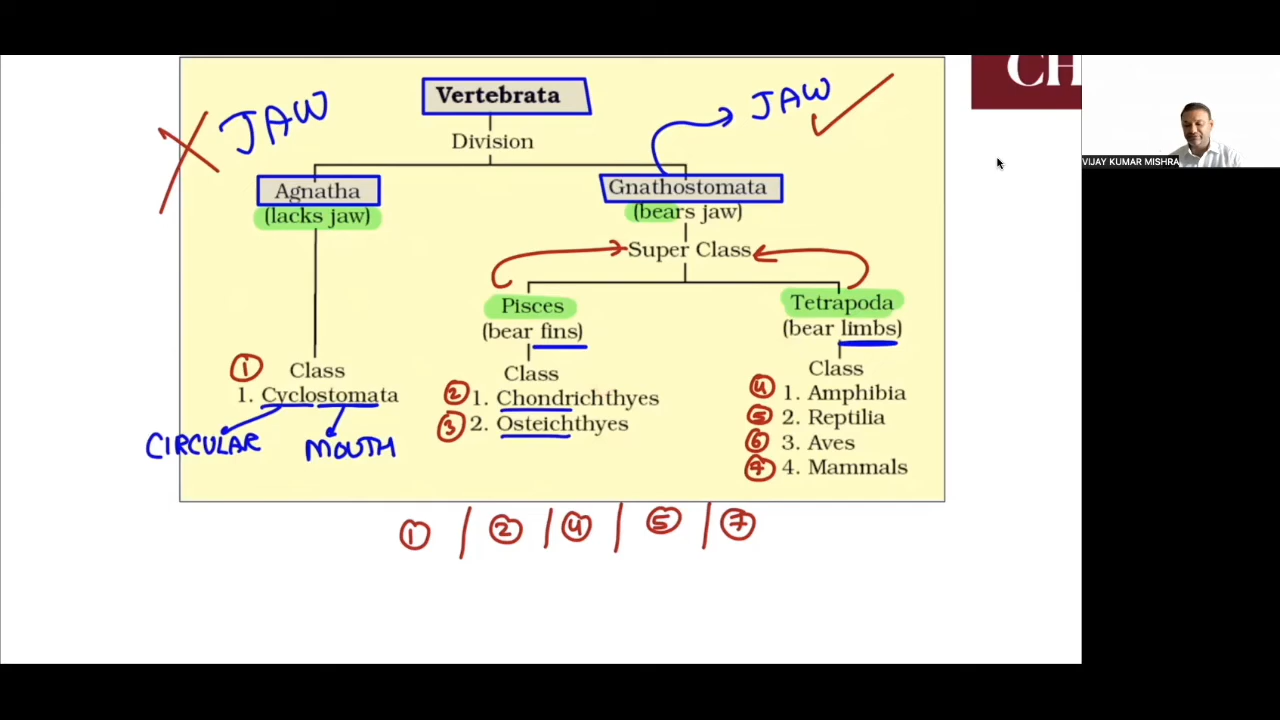 CH
JAW
Vertebrata
JAW
VIJAY KUMAR MISHRA
Division
Agnatha
Gnathostomata
(lacks jaw)
(bears jaw)
Super Class
Pisces
Tetrapoda
(bear fins)
(bear limbs)
1 Class
Class
Class
1. Cyclostomata
2 1. Chondrichthyes
4 1. Amphibia
3 2. Osteichthyes
5 2. Reptilia
CIRCULAR MOUTH
6 3. Aves
7 4. Mammals
1 / 2 / 4 / 5 / 7